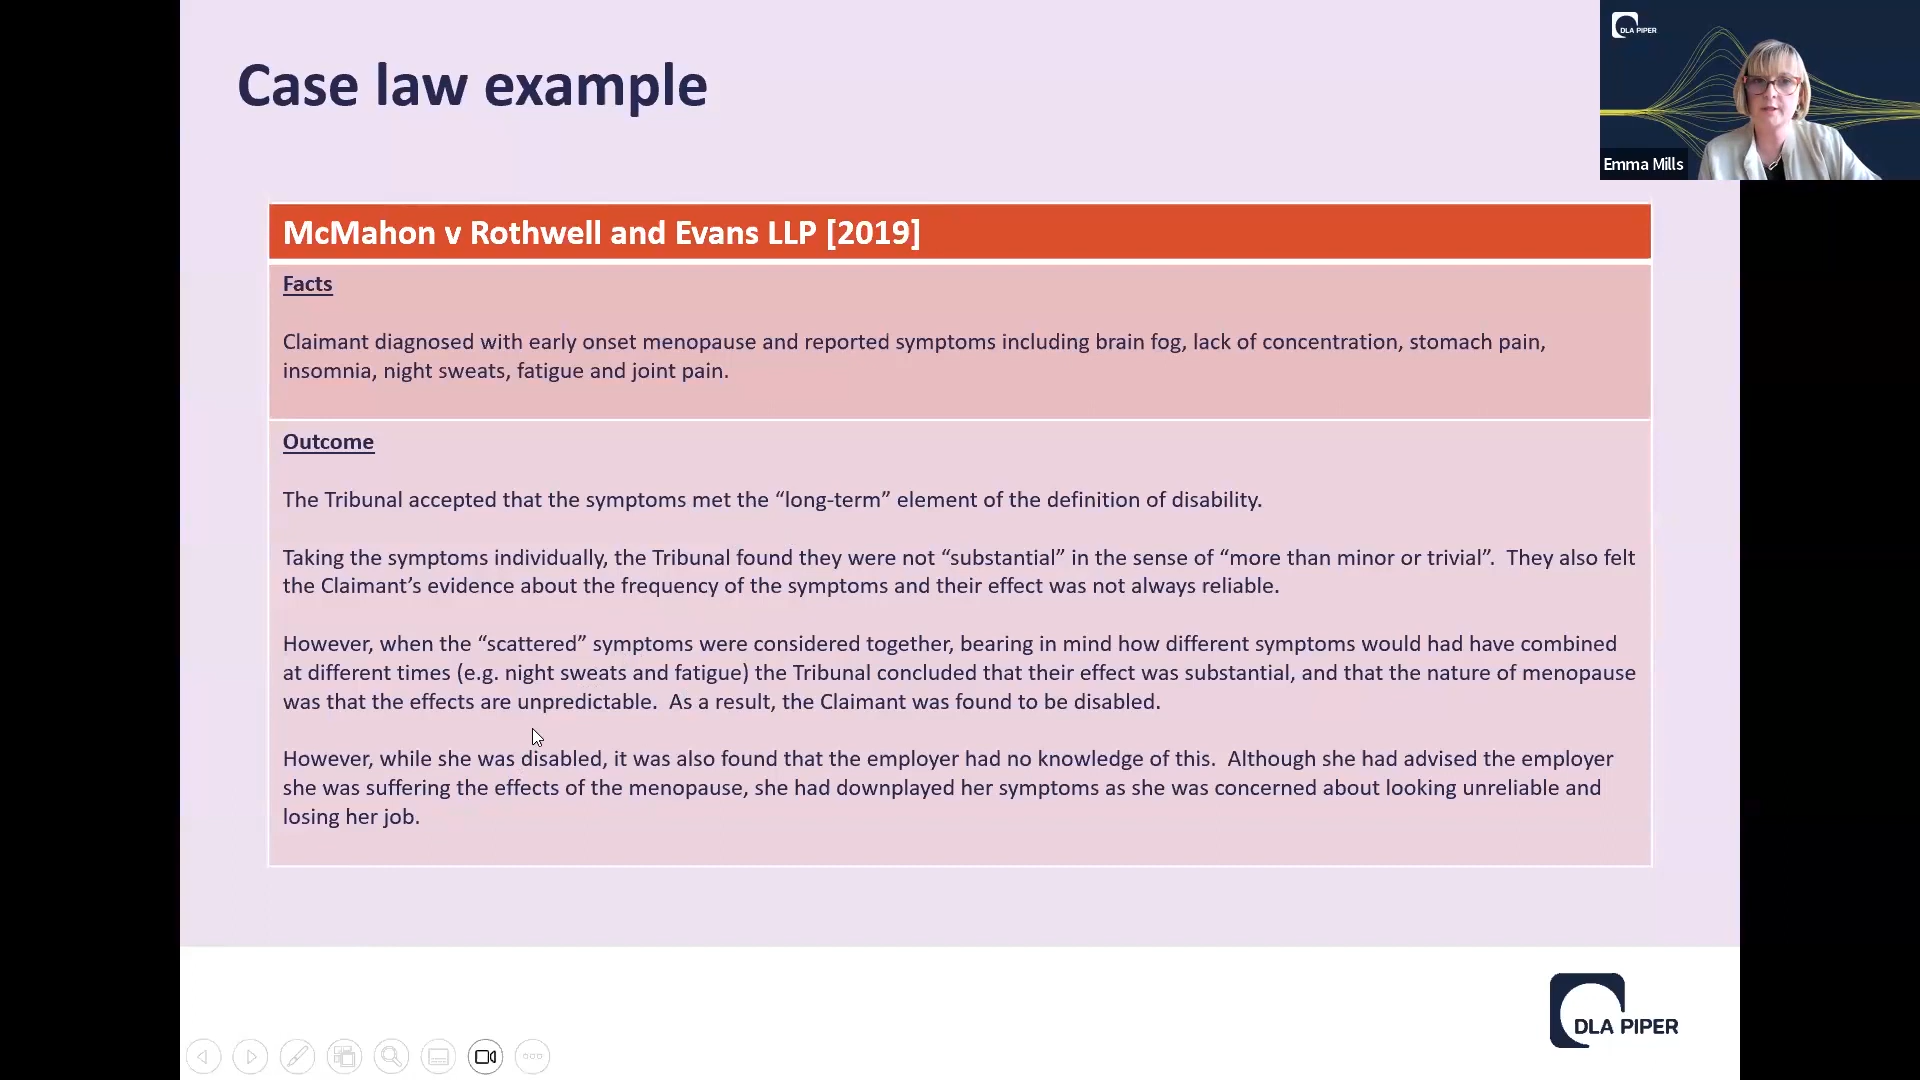 Case law example
DLA PIPER
Emma Mills
McMahon v Rothwell and Evans LLP [2019]
Facts
Claimant diagnosed with early onset menopause and reported symptoms including brain fog, lack of concentration, stomach pain,
insomnia, night sweats, fatigue and joint pain.
Outcome
The Tribunal accepted that the symptoms met the “long-term” element of the definition of disability.
Taking the symptoms individually, the Tribunal found they were not “substantial” in the sense of “more than minor or trivial”.  They also felt
the Claimant’s evidence about the frequency of the symptoms and their effect was not always reliable.
However, when the “scattered” symptoms were considered together, bearing in mind how different symptoms would had have combined
at different times (e.g. night sweats and fatigue) the Tribunal concluded that their effect was substantial, and that the nature of menopause
was that the effects are unpredictable.  As a result, the Claimant was found to be disabled.
However, while she was disabled, it was also found that the employer had no knowledge of this.  Although she had advised the employer
she was suffering the effects of the menopause, she had downplayed her symptoms as she was concerned about looking unreliable and
losing her job.
DLA PIPER